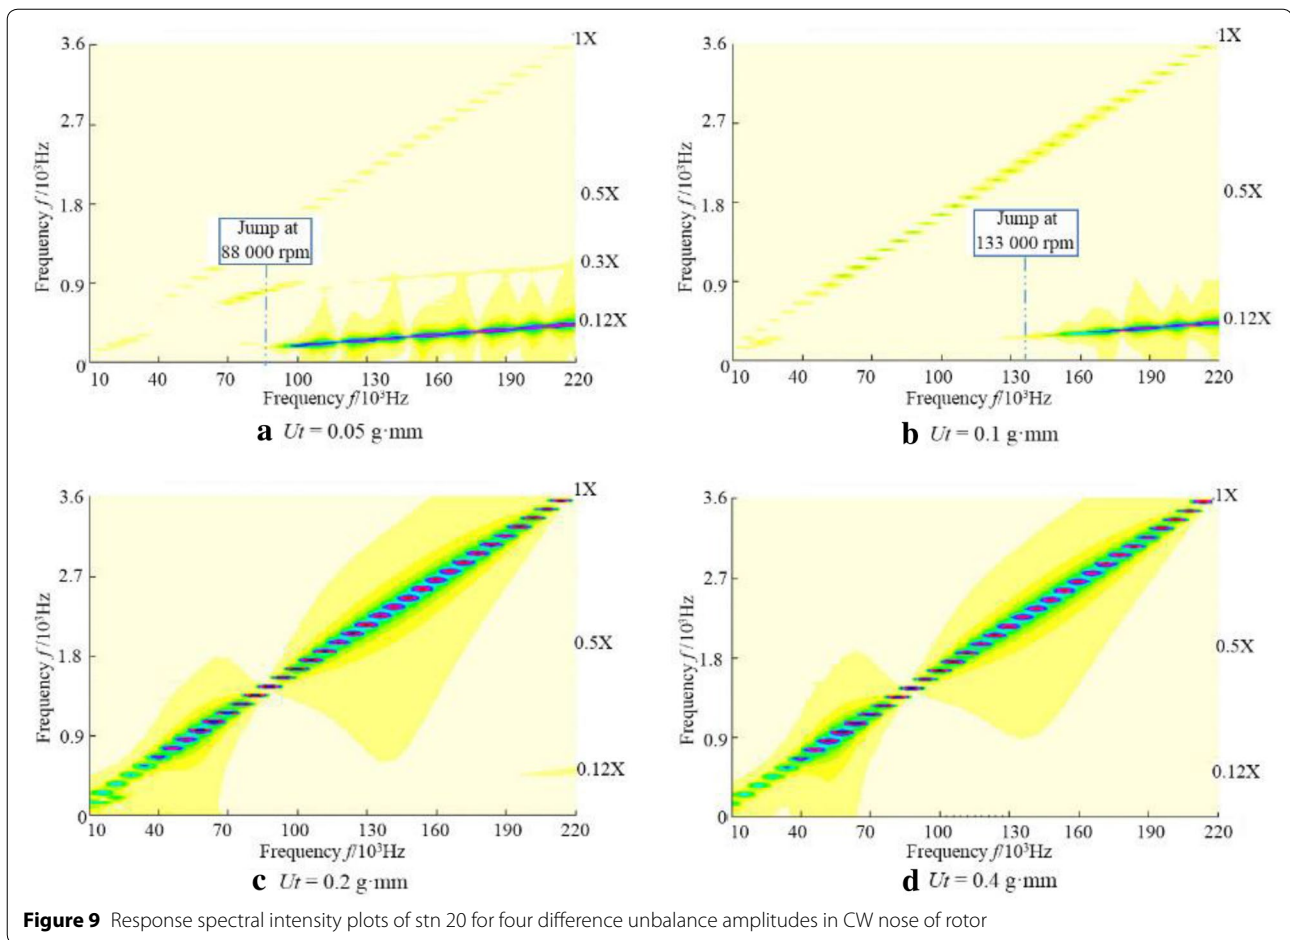 3.6
2.7
1.8
0.9
0
Frequency f /10³Hz
1X
0.5X
0.3X
0.12X
Jump at
88 000 rpm
10 40 70 100 130 160 190 220
Frequency f/10³Hz
a Ut = 0.05 g·mm
3.6
2.7
1.8
0.9
0
Frequency f /10³Hz
1X
0.5X
0.12X
Jump at
133 000 rpm
10 40 70 100 130 160 190 220
Frequency f/10³Hz
b Ut = 0.1 g·mm
3.6
2.7
1.8
0.9
0
Frequency f /10³Hz
1X
0.5X
0.12X
10 40 70 100 130 160 190 220
Frequency f/10³Hz
c Ut = 0.2 g·mm
3.6
2.7
1.8
0.9
0
Frequency f /10³Hz
1X
0.5X
0.12X
10 40 70 100 130 160 190 220
Frequency f/10³Hz
d Ut = 0.4 g·mm
Figure 9 Response spectral intensity plots of stn 20 for four difference unbalance amplitudes in CW nose of rotor